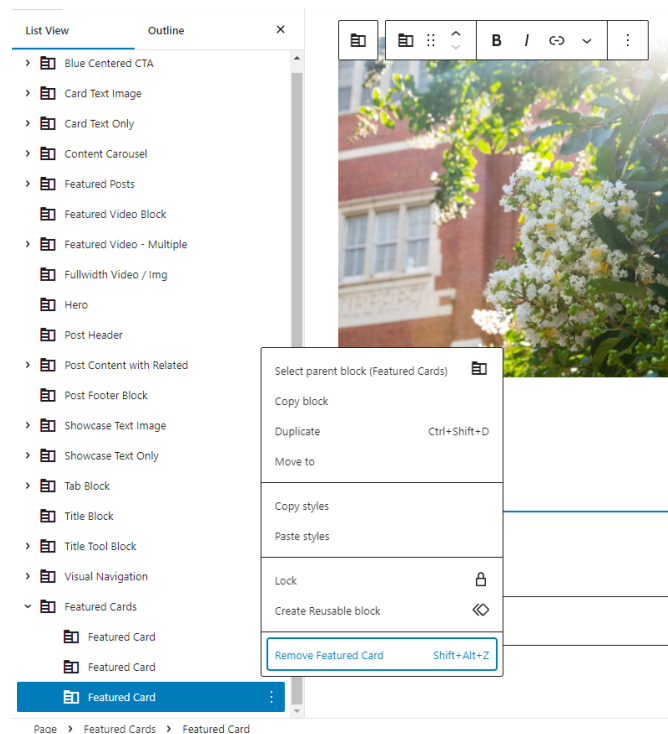 List View
Outline
Blue Centered CTA
Card Text Image
Card Text Only
Content Carousel
Featured Posts
Featured Video Block
Featured Video - Multiple
Fullwidth Video / Img
Hero
Post Header
Post Content with Related
Post Footer Block
Showcase Text Image
Showcase Text Only
Tab Block
Title Block
Title Tool Block
Visual Navigation
Featured Cards
Featured Card
Featured Card
Featured Card
Page > Featured Cards > Featured Card
B I
Select parent block (Featured Cards)
Copy block
Duplicate Ctrl+Shift+D
Move to
Copy styles
Paste styles
Lock
Create Reusable block
Remove Featured Card Shift+Alt+Z